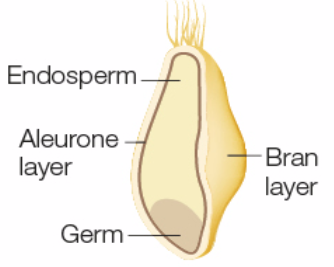 Endosperm
Aleurone
layer
Bran
layer
Germ